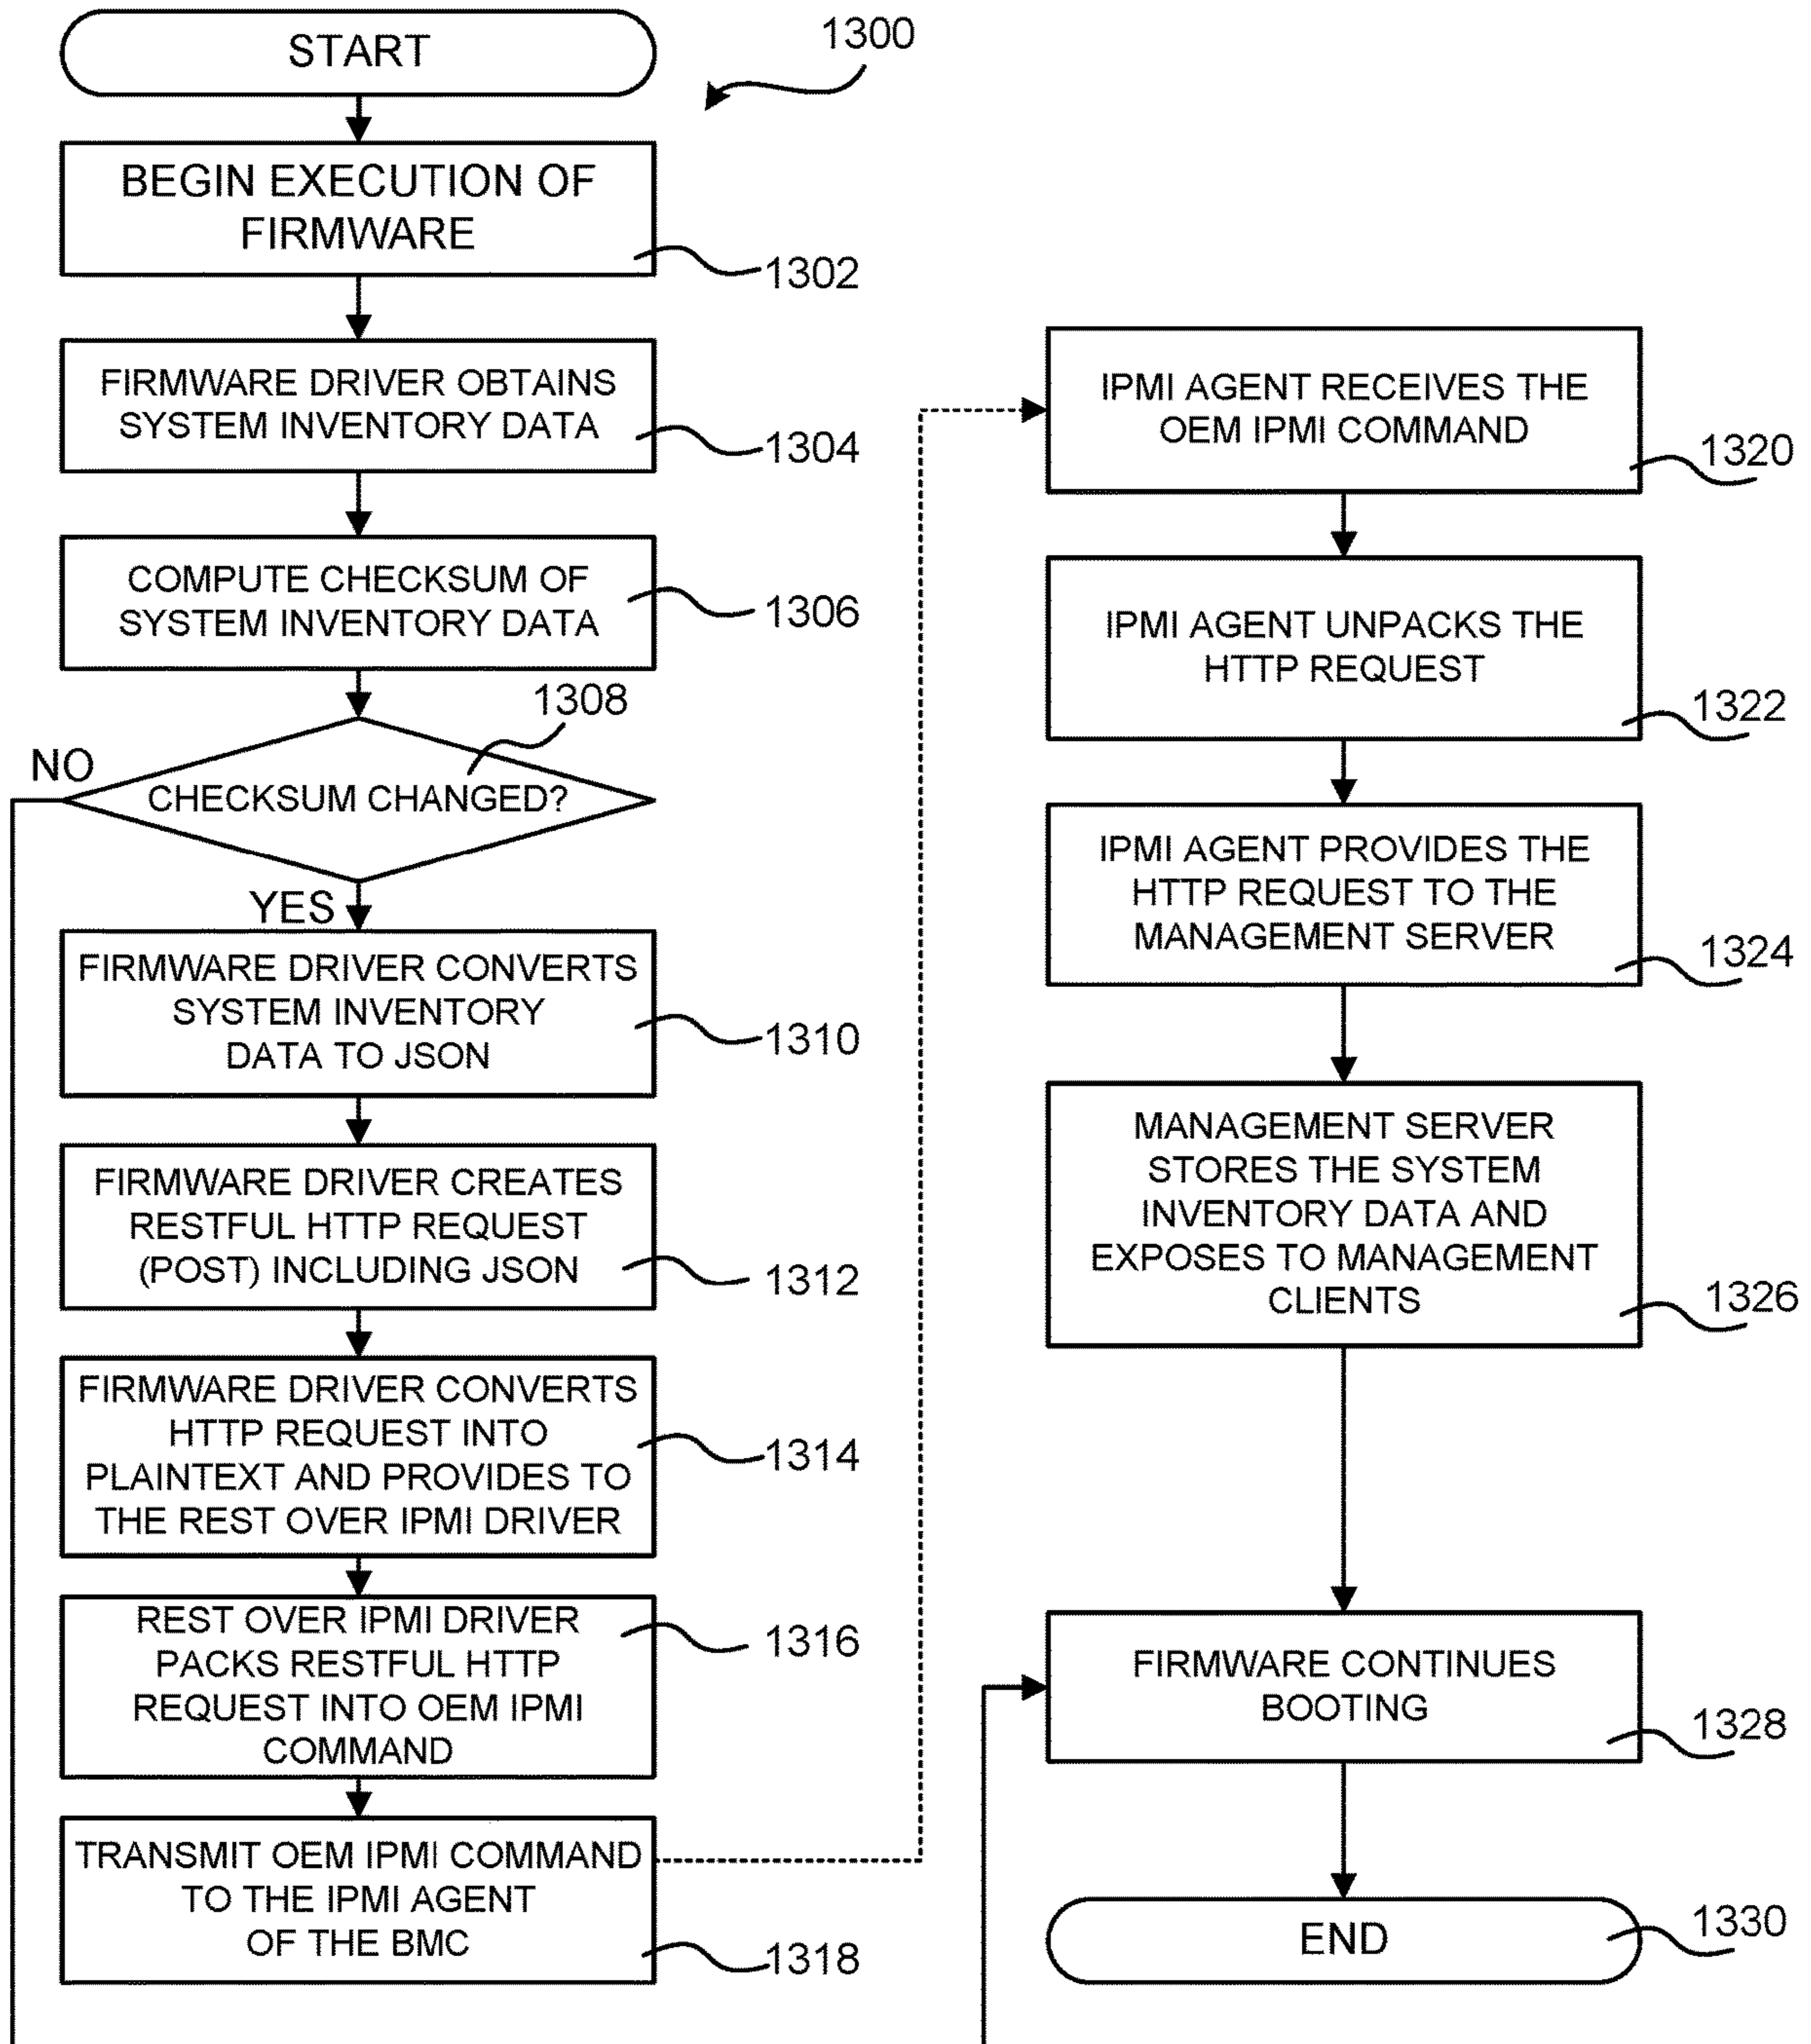 START
1300
BEGIN EXECUTION OF
FIRMWARE
1302
FIRMWARE DRIVER OBTAINS
SYSTEM INVENTORY DATA
1304
COMPUTE CHECKSUM OF
SYSTEM INVENTORY DATA
1306
1308
NO
CHECKSUM CHANGED?
YES
FIRMWARE DRIVER CONVERTS
SYSTEM INVENTORY
DATA TO JSON
1310
FIRMWARE DRIVER CREATES
RESTFUL HTTP REQUEST
(POST) INCLUDING JSON
1312
FIRMWARE DRIVER CONVERTS
HTTP REQUEST INTO
PLAINTEXT AND PROVIDES TO
THE REST OVER IPMI DRIVER
1314
REST OVER IPMI DRIVER
PACKS RESTFUL HTTP
REQUEST INTO OEM IPMI
COMMAND
1316
TRANSMIT OEM IPMI COMMAND
TO THE IPMI AGENT
OF THE BMC
1318
IPMI AGENT RECEIVES THE
OEM IPMI COMMAND
1320
IPMI AGENT UNPACKS THE
HTTP REQUEST
1322
IPMI AGENT PROVIDES THE
HTTP REQUEST TO THE
MANAGEMENT SERVER
1324
MANAGEMENT SERVER
STORES THE SYSTEM
INVENTORY DATA AND
EXPOSES TO MANAGEMENT
CLIENTS
1326
FIRMWARE CONTINUES
BOOTING
1328
END
1330